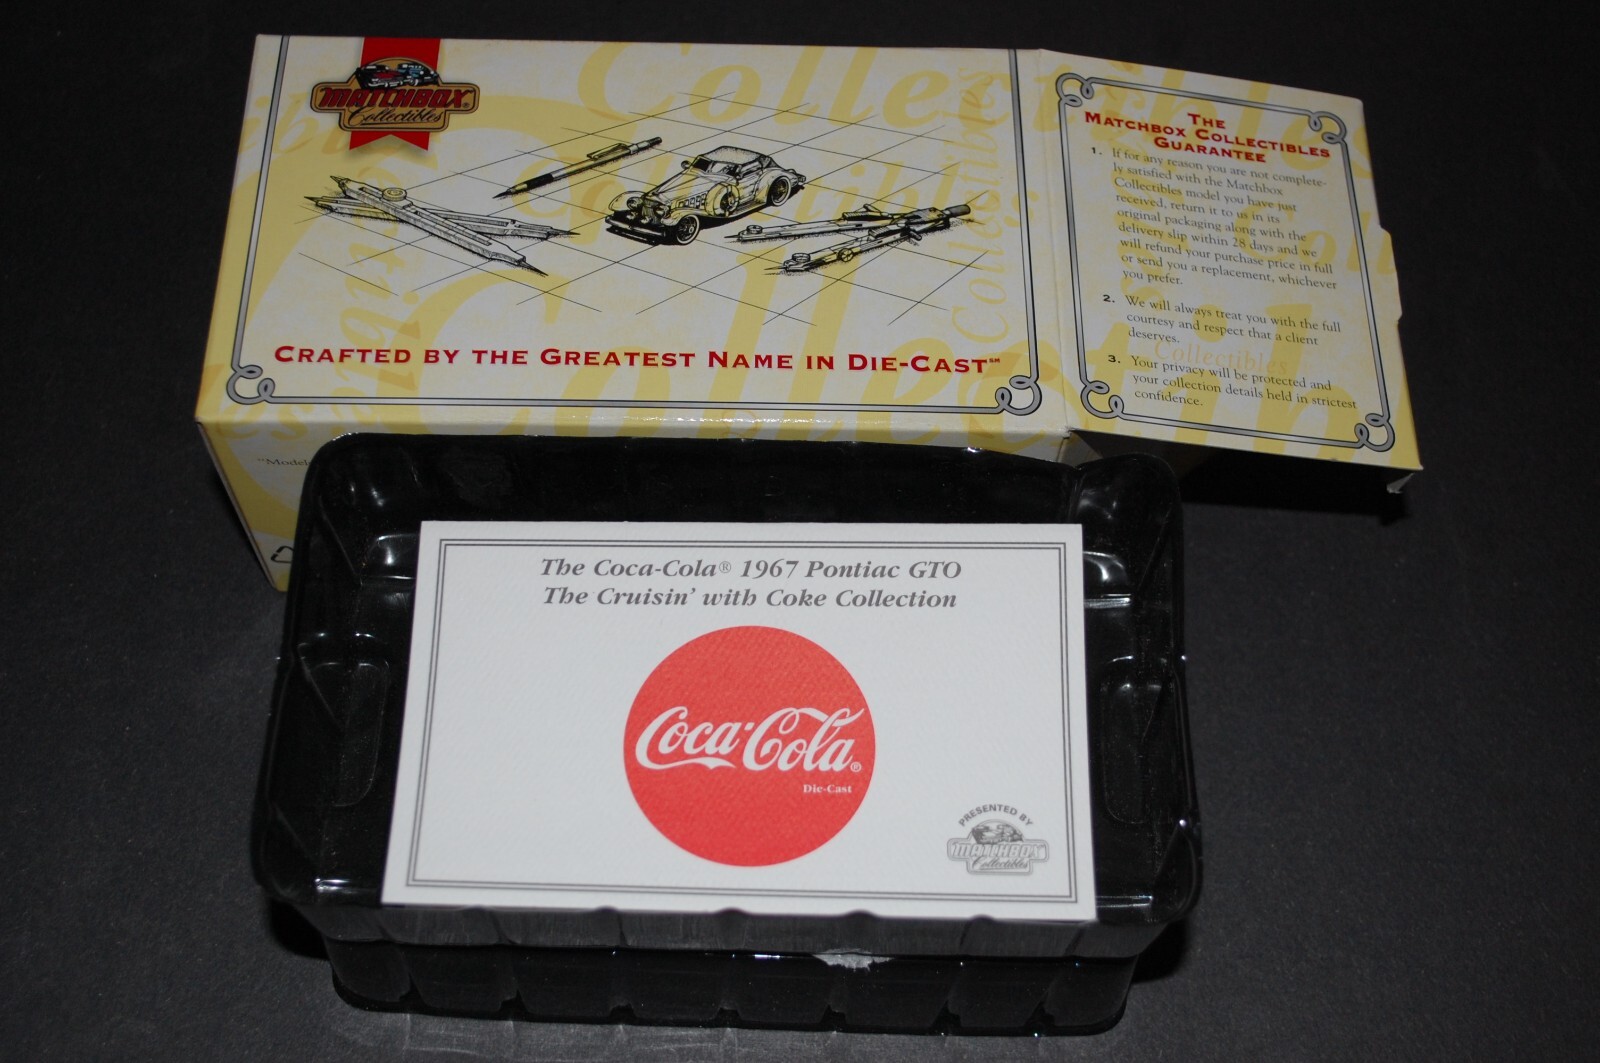 MATCHBOX®
Collectibles
Collectibles
Collectibles
CRAFTED BY THE GREATEST NAME IN DIE-CAST℠
THE
MATCHBOX COLLECTIBLES
GUARANTEE
1. If for any reason you are not complete-
ly satisfied with the Matchbox
Collectibles model you have just
received, return it to us in its
original packaging along with the
delivery slip within 28 days and we
will refund your purchase price in full
or send you a replacement, whichever
you prefer.
2. We will always treat you with the full
courtesy and respect that a client
deserves.
Collectibles
3. Your privacy will be protected and
your collection details held in strictest
confidence.
"Model
The Coca-Cola® 1967 Pontiac GTO
The Cruisin' with Coke Collection
Coca-Cola®
Die-Cast
PRESENTED BY
MATCHBOX
Collectibles